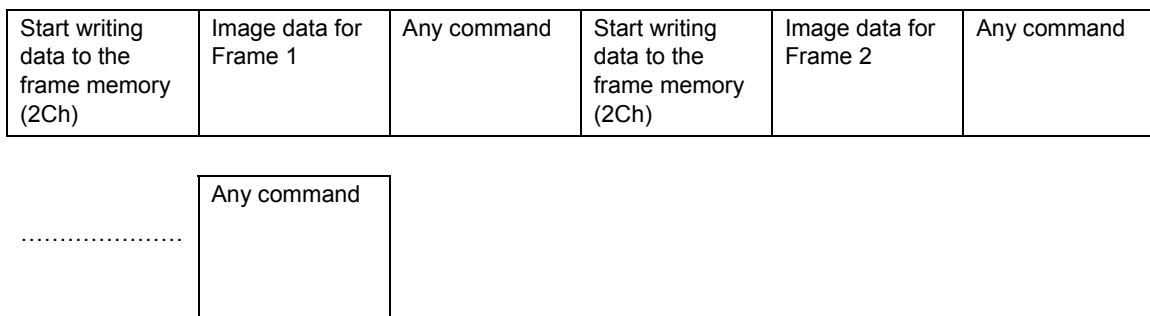 Start writing
data to the
frame memory
(2Ch)
Image data for
Frame 1
Any command
Start writing
data to the
frame memory
(2Ch)
Image data for
Frame 2
Any command
Any command
…………………